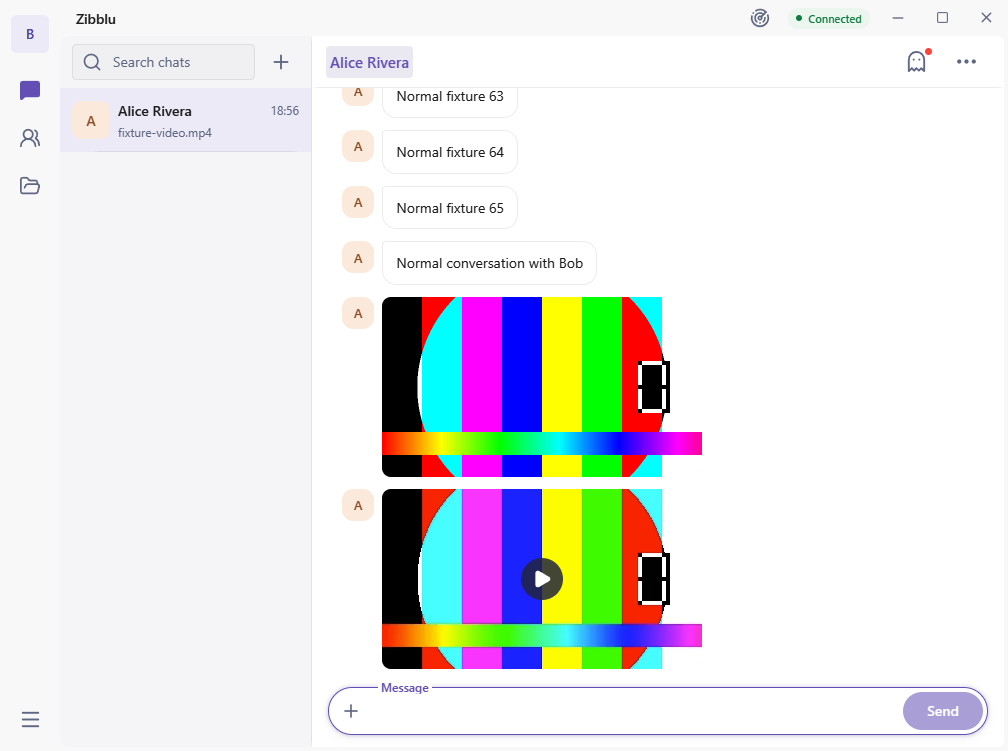 Zibblu
Connected
B
Search chats
A
Alice Rivera
18:56
fixture-video.mp4
Alice Rivera
A
Normal fixture 63
A
Normal fixture 64
A
Normal fixture 65
A
Normal conversation with Bob
A
A
Message
Send